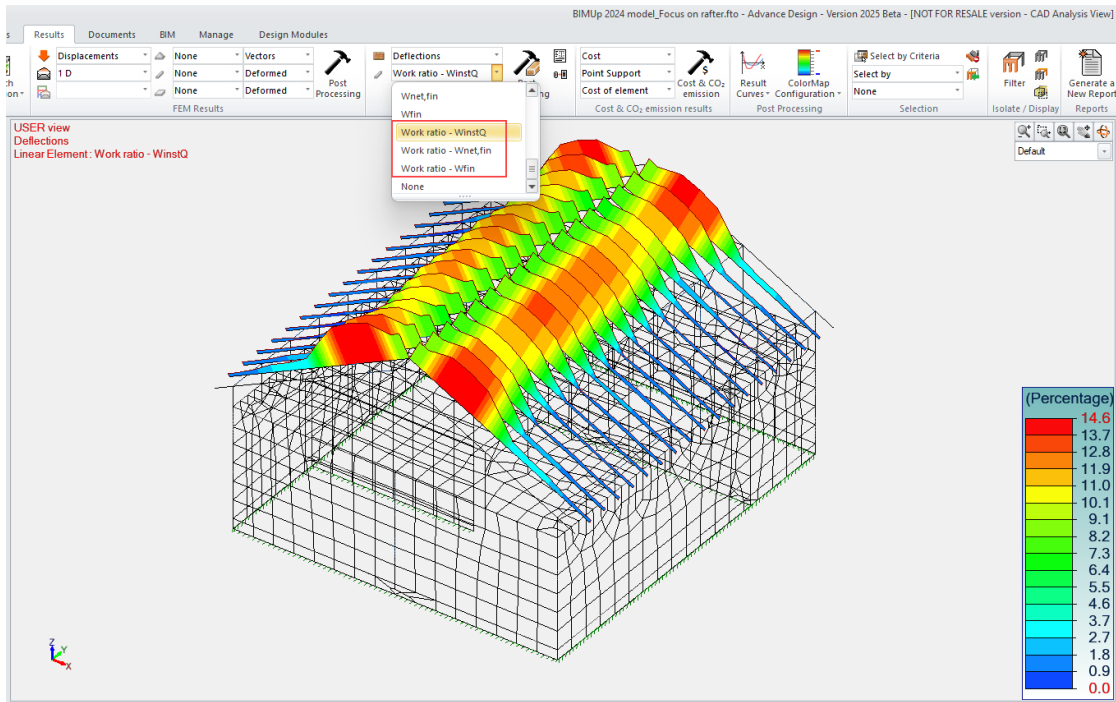 BIMUp 2024 model_Focus on rafter.fto - Advance Design - Version 2025 Beta - [NOT FOR RESALE version - CAD Analysis View]
Results Documents BIM Manage Design Modules
Displacements None Vectors Deflections Cost Select by Criteria
1 D None Deformed Work ratio - WinstQ Point Support Select by
None Deformed Cost of element None
Post Processing
Cost & CO₂ emission
Result Curves
ColorMap Configuration
Filter
Generate a New Report
FEM Results Cost & CO₂ emission results Post Processing Selection Isolate / Display Reports
Wnet,fin
Wfin
Work ratio - WinstQ
Work ratio - Wnet,fin
Work ratio - Wfin
None
USER view
Deflections
Linear Element : Work ratio - WinstQ
Default
(Percentage)
14.6
13.7
12.8
11.9
11.0
10.1
9.1
8.2
7.3
6.4
5.5
4.6
3.7
2.7
1.8
0.9
0.0
Z
Y
X